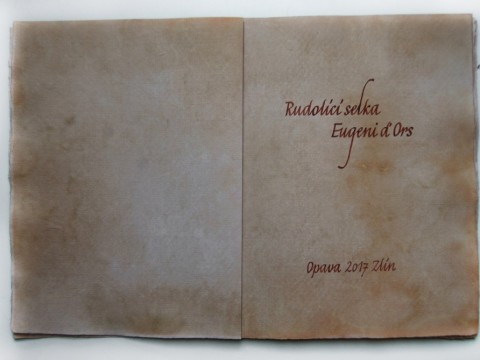 Rudolící selka
Eugeni d'Ors
Opava 2017 Zlín